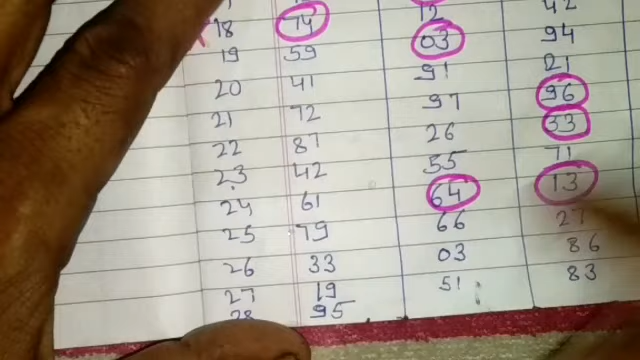 18 74 12 42
19 59 03 94
20 41 91 21
21 72 97 96
22 87 26 33
23 42 55 71
24 61 64 13
25 79 66 27
26 33 03 86
27 19 51 83
28 95